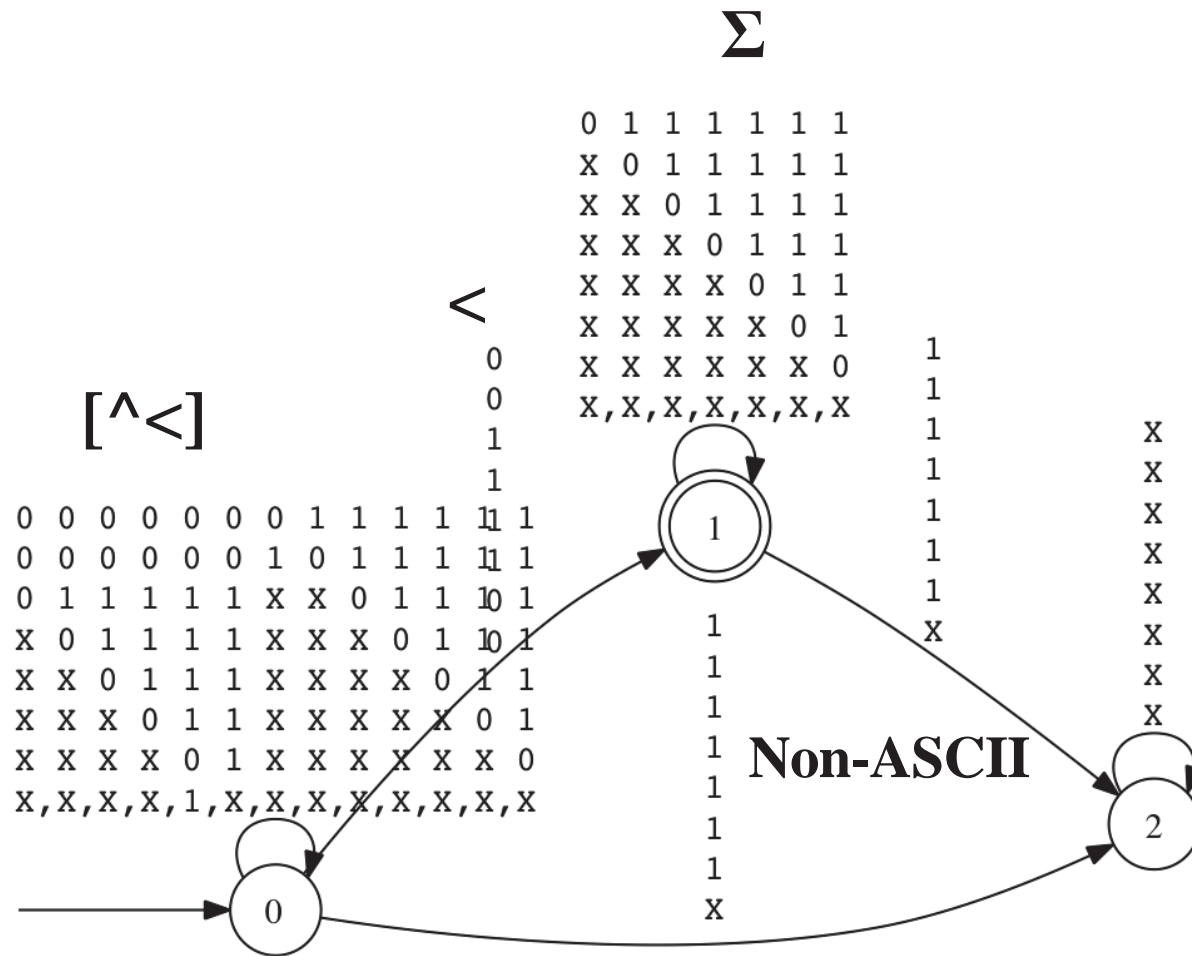 Σ
0 1 1 1 1 1 1
X 0 1 1 1 1 1
X X 0 1 1 1 1
X X X 0 1 1 1
X X X X 0 1 1
X X X X X 0 1
X X X X X X 0
X,X,X,X,X,X,X
<
0
0
1
1
1
1
0
0
[^<]
0 0 0 0 0 0 0 1 1 1 1 1 1
0 0 0 0 0 0 1 0 1 1 1 1 1
0 1 1 1 1 1 X X 0 1 1 1 1
X 0 1 1 1 1 X X X 0 1 1 1
X X 0 1 1 1 X X X X 0 1 1
X X X 0 1 1 X X X X X 0 1
X X X X 0 1 X X X X X X 0
X,X,X,X,1,X,X,X,X,X,X,X,X
1
1
1
1
1
1
1
X
X
X
X
X
X
X
X
X
1
1
1
1
1
1
1
1
X
Non-ASCII
2
0